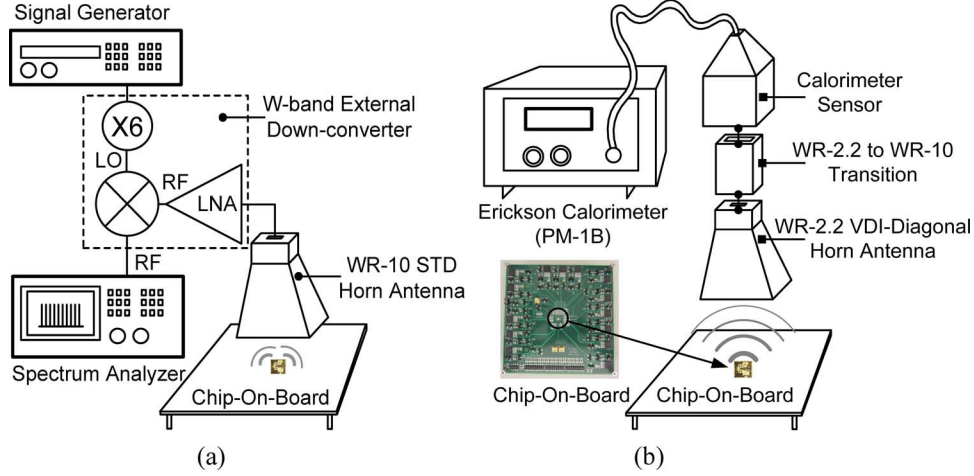 Signal Generator
X6
W-band External
Down-converter
LO
RF
LNA
RF
WR-10 STD
Horn Antenna
Spectrum Analyzer
Chip-On-Board
(a)
Calorimeter
Sensor
WR-2.2 to WR-10
Transition
Erickson Calorimeter
(PM-1B)
WR-2.2 VDI-Diagonal
Horn Antenna
Chip-On-Board
Chip-On-Board
(b)